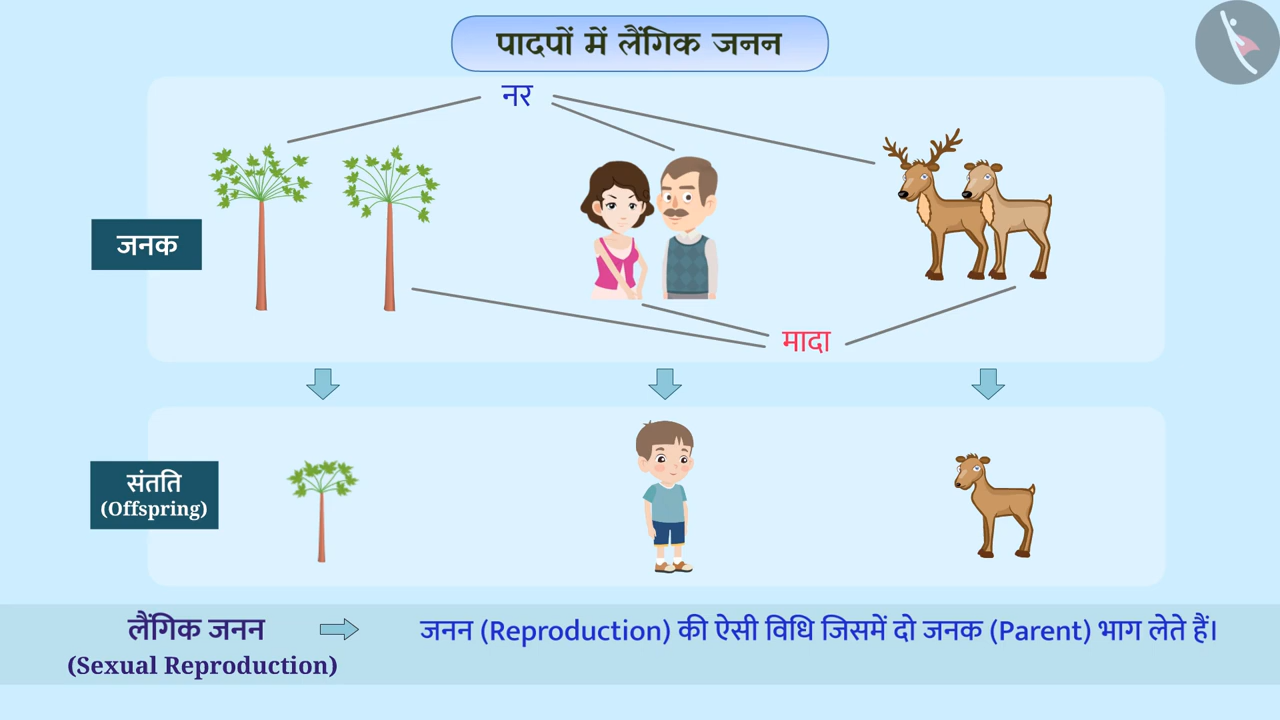 पादपों में लैंगिक जनन
नर
जनक
मादा
संतति
(Offspring)
लैंगिक जनन
(Sexual Reproduction)
जनन (Reproduction) की ऐसी विधि जिसमें दो जनक (Parent) भाग लेते हैं।